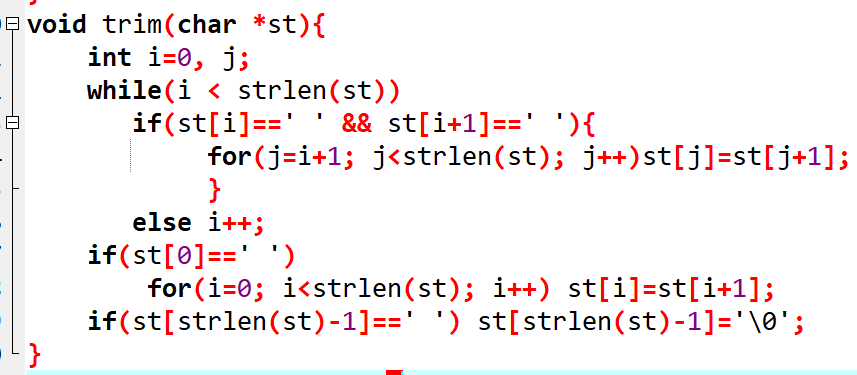 void trim(char *st){
int i=0, j;
while(i < strlen(st))
if(st[i]==' ' && st[i+1]==' '){
for(j=i+1; j<strlen(st); j++)st[j]=st[j+1];
}
else i++;
if(st[0]==' ')
for(i=0; i<strlen(st); i++) st[i]=st[i+1];
if(st[strlen(st)-1]==' ') st[strlen(st)-1]='\0';
}